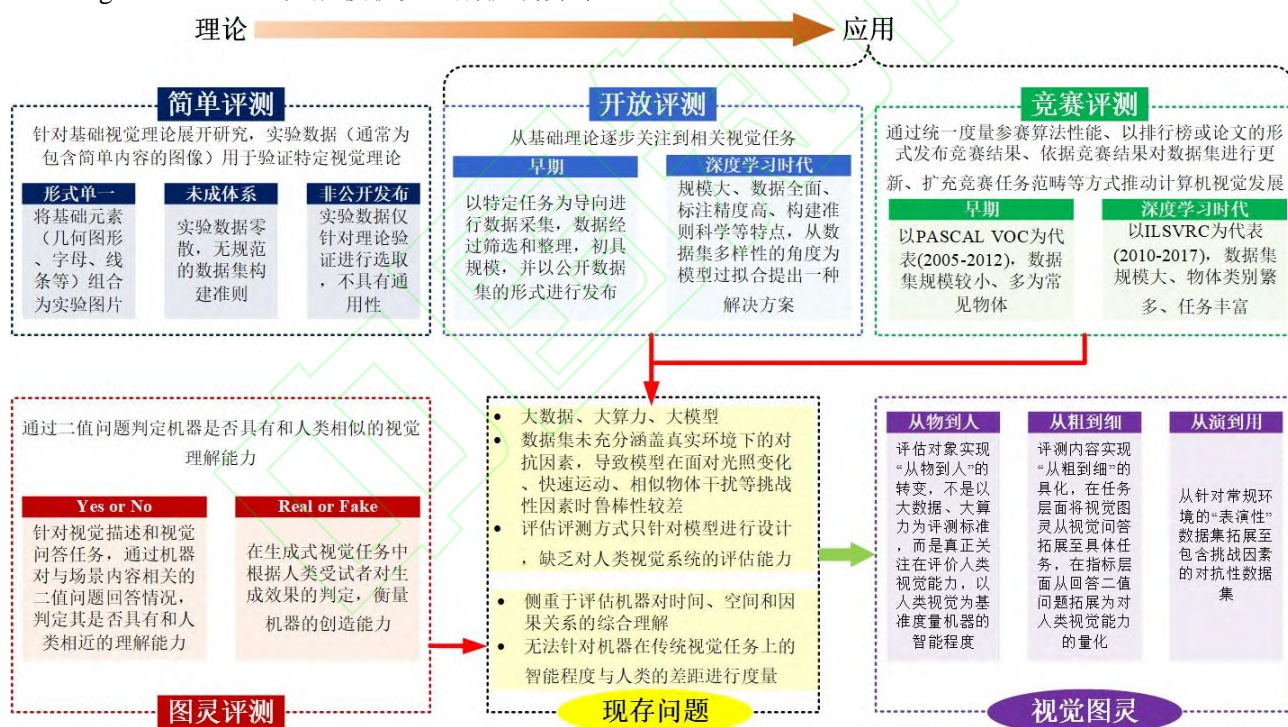 理论
应用
简单评测
针对基础视觉理论展开研究，实验数据（通常为
包含简单内容的图像）用于验证特定视觉理论
形式单一
将基础元素
（几何图形
、字母、线
条等）组合
为实验图片
未成体系
实验数据零
散，无规范
的数据集构
建准则
非公开发布
实验数据仅
针对理论验
证进行选取
，不具有通
用性
开放评测
从基础理论逐步关注到相关视觉任务
早期
以特定任务为导向进
行数据采集，数据经
过筛选和整理，初具
规模，并以公开数据
集的形式进行发布
深度学习时代
规模大、数据全面、
标注精度高、构建准
则科学等特点，从数
据集多样性的角度为
模型过拟合提出一种
解决方案
竞赛评测
通过统一度量参赛算法性能、以排行榜或论文的形
式发布竞赛结果、依据竞赛结果对数据集进行更
新、扩充竞赛任务范畴等方式推动计算机视觉发展
早期
以PASCAL VOC为代
表(2005-2012)，数据
集规模较小、多为常
见物体
深度学习时代
以ILSVRC为代表
(2010-2017)，数据集
规模大、物体类别繁
多、任务丰富
通过二值问题判定机器是否具有和人类相似的视觉
理解能力
Yes or No
针对视觉描述和视觉
问答任务，通过机器
对与场景内容相关的
二值问题回答情况，
判定其是否具有和人
类相近的理解能力
Real or Fake
在生成式视觉任务中
根据人类受试者对生
成效果的判定，衡量
机器的创造能力
图灵评测
• 大数据、大算力、大模型
• 数据集未充分涵盖真实环境下的对
抗因素，导致模型在面对光照变化
、快速运动、相似物体干扰等挑战
性因素时鲁棒性较差
• 评估评测方式只针对模型进行设计
，缺乏对人类视觉系统的评估能力
• 侧重于评估机器对时间、空间和因
果关系的综合理解
• 无法针对机器在传统视觉任务上的
智能程度与人类的差距进行度量
现存问题
从物到人
评估对象实现
“从物到人”的
转变，不是以
大数据、大算
力为评测标准
，而是真正关
注在评价人类
视觉能力，以
人类视觉为基
准度量机器的
智能程度
从粗到细
评测内容实现
“从粗到细”的
具化，在任务
层面将视觉图
灵从视觉问答
拓展至具体任
务，在指标层
面从回答二值
问题拓展为对
人类视觉能力
的量化
从演到用
从针对常规环
境的“表演性”
数据集拓展至
包含挑战因素
的对抗性数据
集
视觉图灵